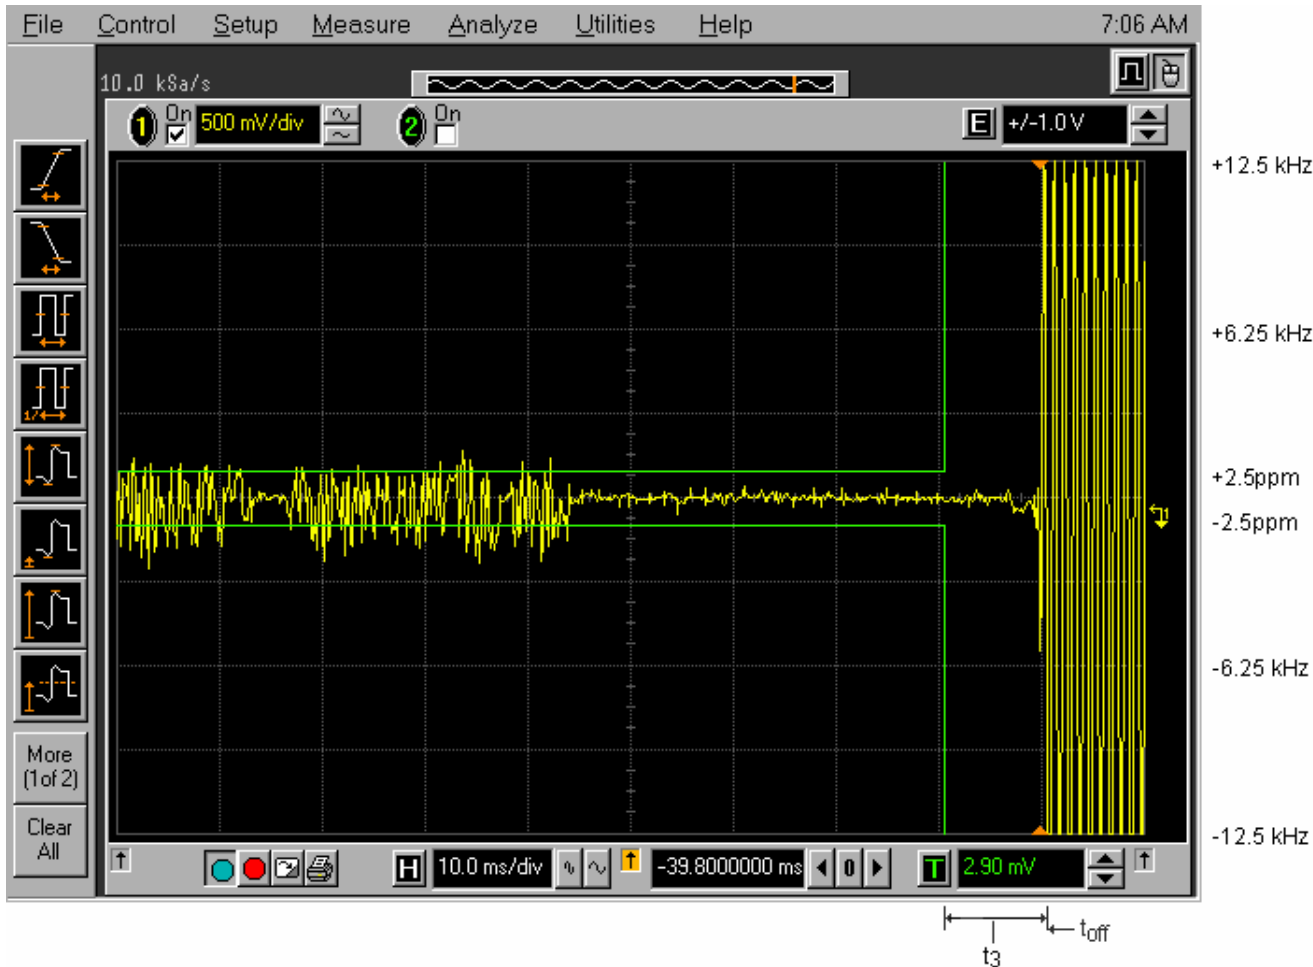 File Control Setup Measure Analyze Utilities Help 7:06 AM
10.0 kSa/s
1 On 500 mV/div 2 On E +/-1.0 V
+12.5 kHz
+6.25 kHz
+2.5ppm
-2.5ppm
-6.25 kHz
-12.5 kHz
1/
More
(1of 2)
Clear
All
H 10.0 ms/div -39.8000000 ms 0 T 2.90 mV
toff
t3